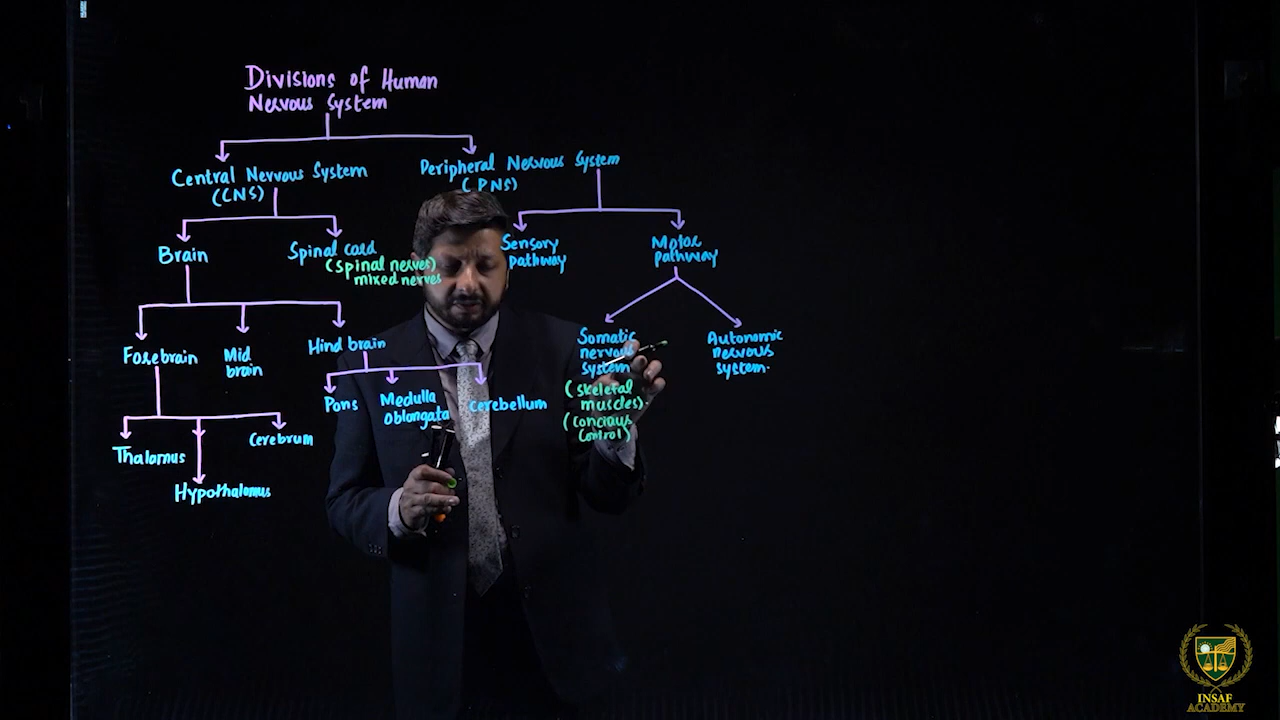 Divisions of Human
Nervous System
Central Nervous System
(CNS)
Peripheral Nervous System
(PNS)
Brain
Spinal cord
(spinal nerves)
mixed nerves
Sensory
pathway
Motor
pathway
Forebrain
Mid
brain
Hind brain
Somatic
nervous
system
(skeletal
muscles)
(concious
control)
Autonomic
nervous
system.
Pons
Medulla
oblongata
cerebellum
Thalamus
Hypothalamus
Cerebrum
INSAF
ACADEMY